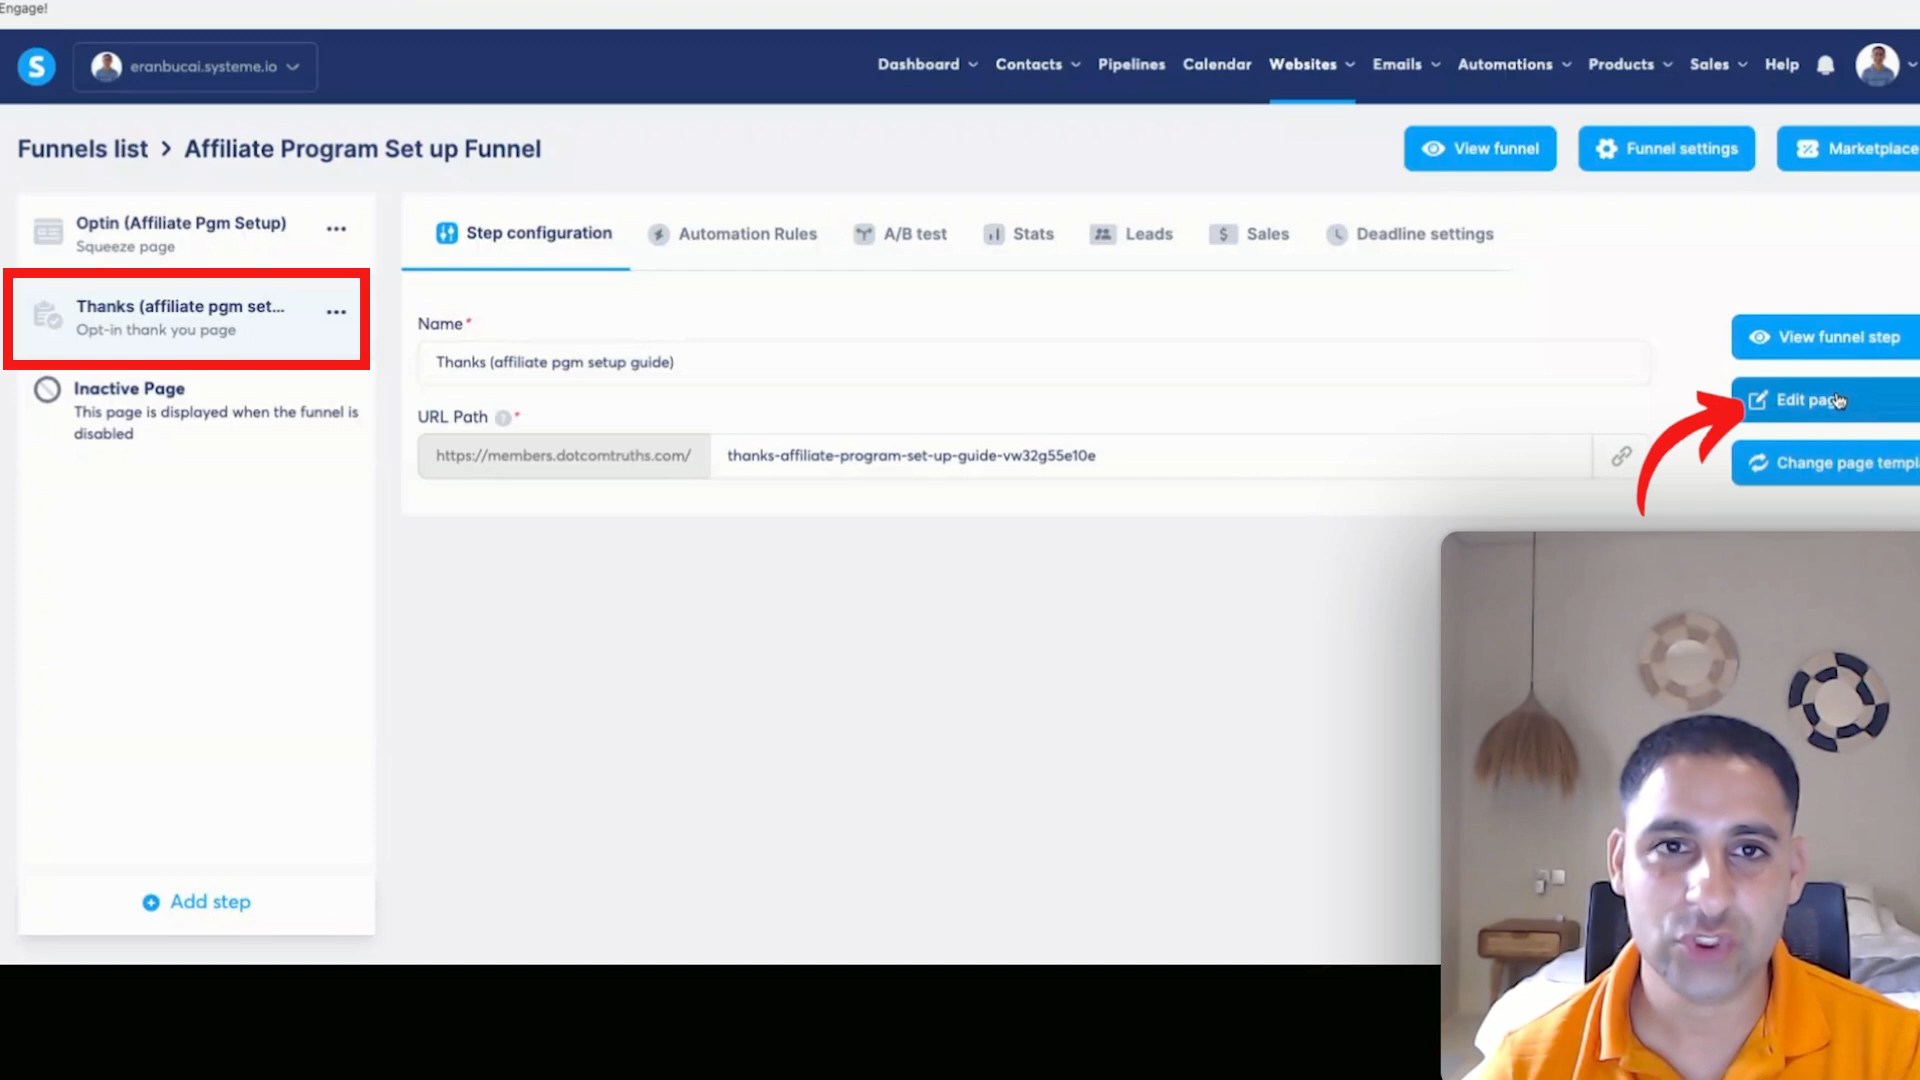 Engage!
S
eranbucai.systeme.io
Dashboard Contacts Pipelines Calendar Websites Emails Automations Products Sales Help
Funnels list > Affiliate Program Set up Funnel
View funnel
Funnel settings
Marketplace
Optin (Affiliate Pgm Setup)
Squeeze page
Thanks (affiliate pgm set...
Opt-in thank you page
Inactive Page
This page is displayed when the funnel is
disabled
Add step
Step configuration
Automation Rules
A/B test
Stats
Leads
$ Sales
Deadline settings
Name*
Thanks (affiliate pgm setup guide)
URL Path *
https://members.dotcomtruths.com/
thanks-affiliate-program-set-up-guide-vw32g55e10e
View funnel step
Edit page
Change page templa